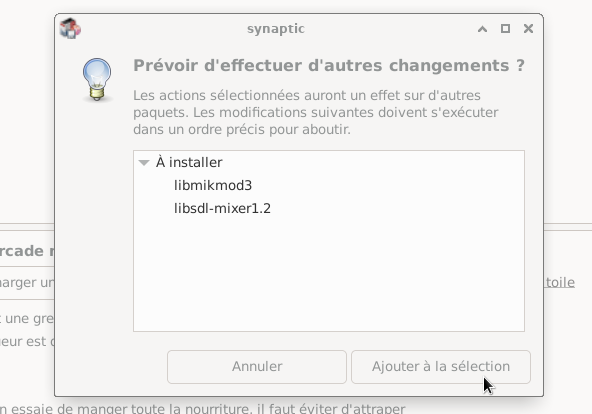 synaptic
Prévoir d'effectuer d'autres changements ?
Les actions sélectionnées auront un effet sur d'autres
paquets. Les modifications suivantes doivent s'exécuter
dans un ordre précis pour aboutir.
À installer
libmikmod3
libsdl-mixer1.2
rcade
harger un
toile
une gre
eur est
Annuler
Ajouter à la sélection
n essaie de manger toute la nourriture, il faut éviter d'attraper